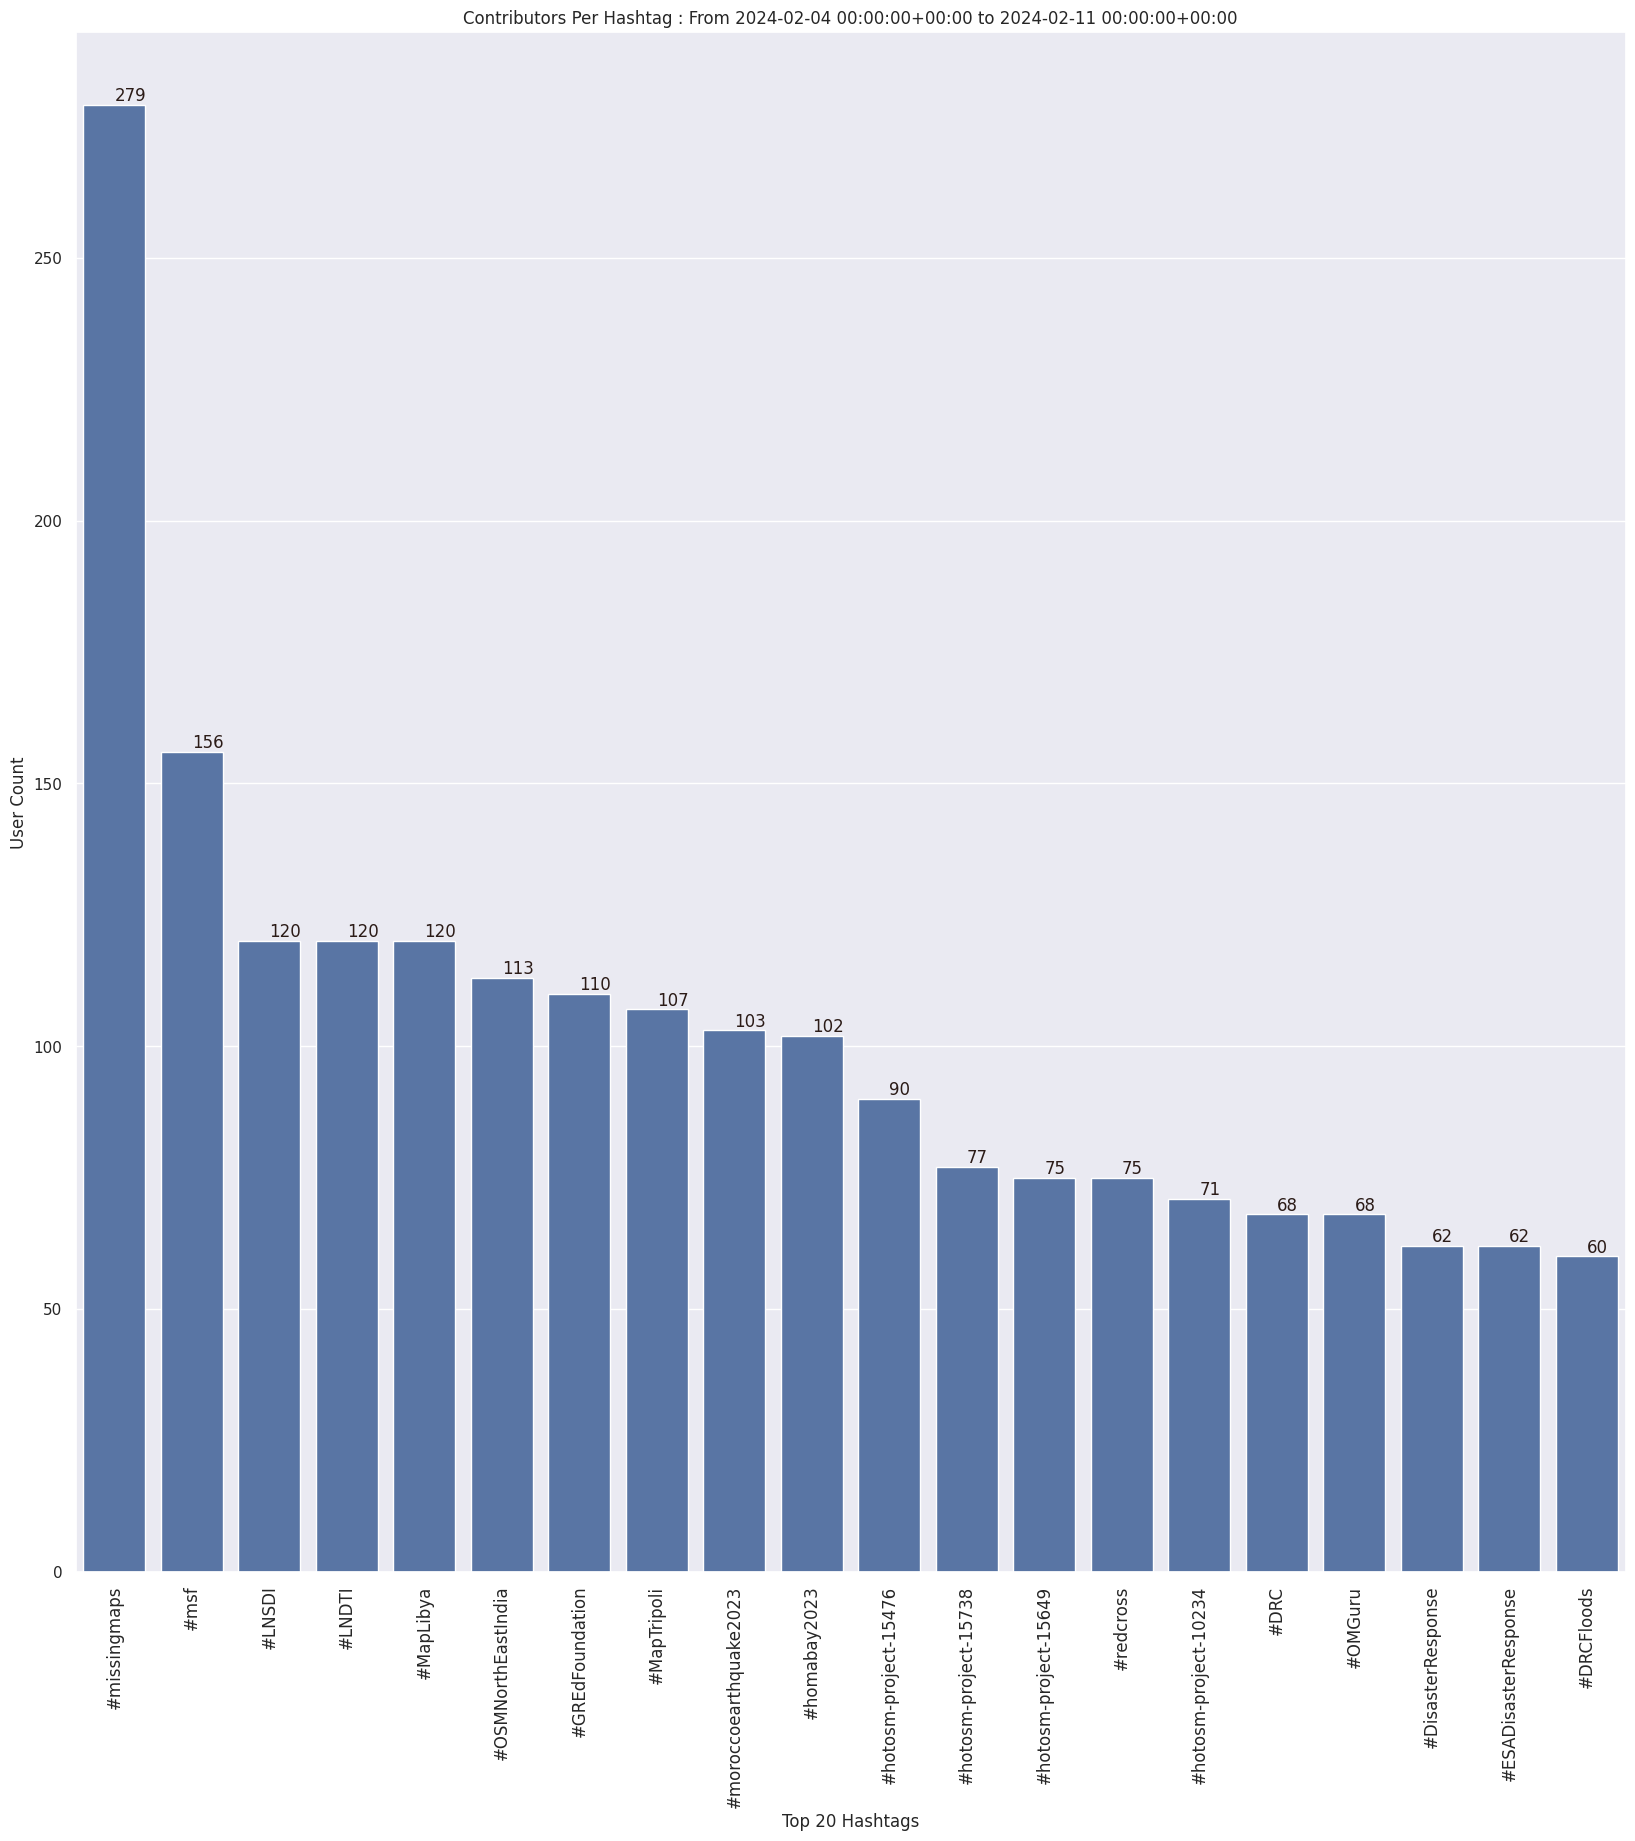 Contributors Per Hashtag : From 2024-02-04 00:00:00+00:00 to 2024-02-11 00:00:00+00:00
279
250
200
156
150
User Count
120
120
120
113
110
107
103
102
100
90
77
75
75
71
68
68
62
62
60
50
0
#missingmaps
#msf
#LNSDI
#LNDTI
#MapLibya
#OSMNorthEastIndia
#GREdFoundation
#MapTripoli
#moroccoearthquake2023
#homabay2023
#hotosm-project-15476
#hotosm-project-15738
#hotosm-project-15649
#redcross
#hotosm-project-10234
#DRC
#OMGuru
#DisasterResponse
#ESADisasterResponse
#DRCFloods
Top 20 Hashtags